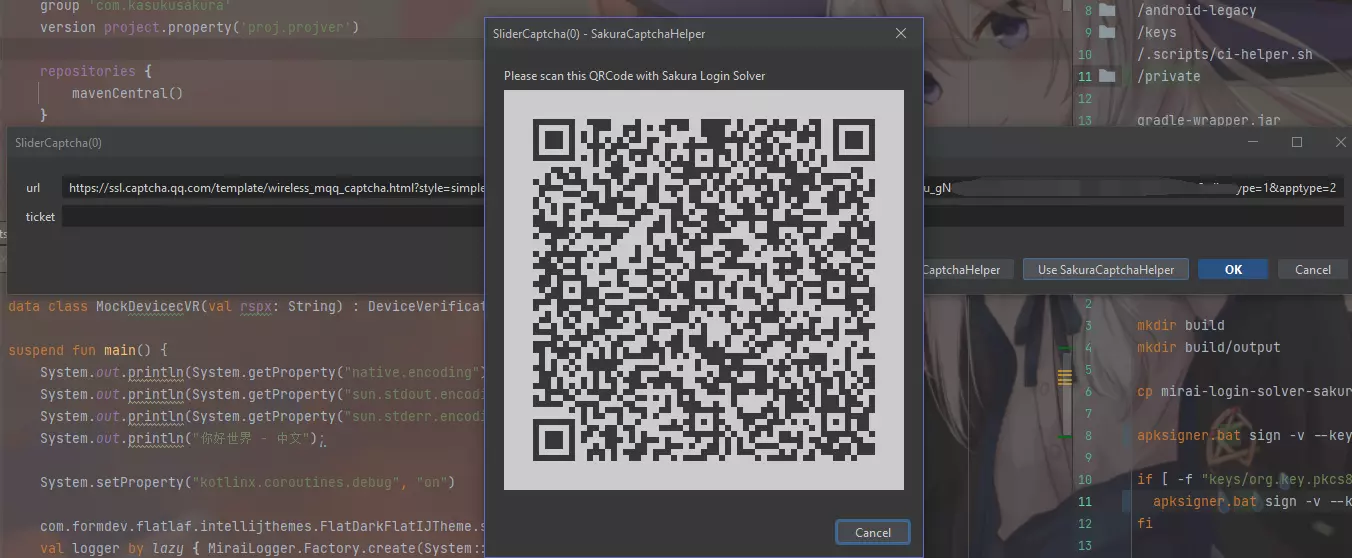 group 'com.kasukusakura'
version project.property('proj.projver')
repositories {
mavenCentral()
}
SliderCaptcha(0)
url https://ssl.captcha.qq.com/template/wireless_mqq_captcha.html?style=simple
ticket
data class MockDevicecVR(val rspx: String) : DeviceVerificat
suspend fun main() {
System.out.println(System.getProperty("native.encoding")
System.out.println(System.getProperty("sun.stdout.encodi
System.out.println(System.getProperty("sun.stderr.encodi
System.out.println("你好世界 - 中文");
System.setProperty("kotlinx.coroutines.debug", "on")
com.formdev.flatlaf.intellijthemes.FlatDarkFlatIJTheme.s
val logger by lazy { MiraiLogger.Factory.create(System::
SliderCaptcha(0) - SakuraCaptchaHelper
Please scan this QRCode with Sakura Login Solver
Cancel
8 /android-legacy
9 /keys
10 /.scripts/ci-helper.sh
11 /private
12
13 gradle-wrapper.jar
u_gN
type=1&apptype=2
CaptchaHelper
Use SakuraCaptchaHelper
OK
Cancel
2
3 mkdir build
4 mkdir build/output
5
6 cp mirai-login-solver-sakur
7
8 apksigner.bat sign -v --key
9
10 if [ -f "keys/org.key.pkcs8
11 apksigner.bat sign -v --k
12 fi
13